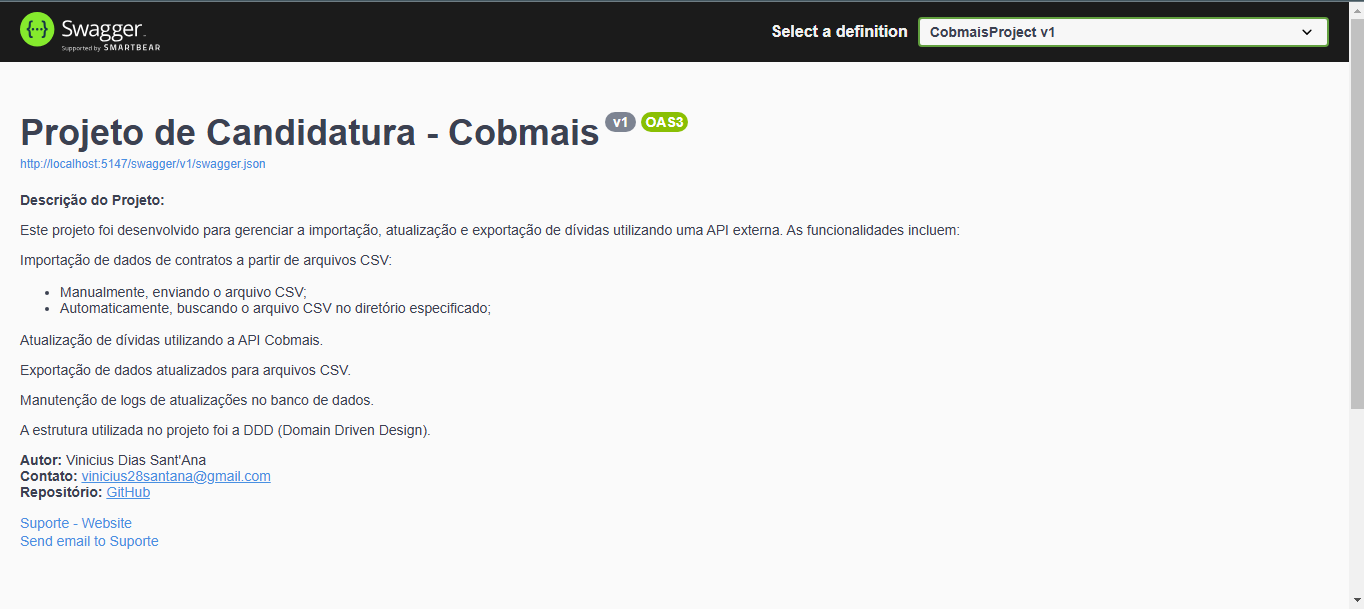 {···} Swagger.
Supported by SMARTBEAR
Select a definition
CobmaisProject v1
Projeto de Candidatura - Cobmais v1 OAS3
http://localhost:5147/swagger/v1/swagger.json
Descrição do Projeto:
Este projeto foi desenvolvido para gerenciar a importação, atualização e exportação de dívidas utilizando uma API externa. As funcionalidades incluem:
Importação de dados de contratos a partir de arquivos CSV:
• Manualmente, enviando o arquivo CSV;
• Automaticamente, buscando o arquivo CSV no diretório especificado;
Atualização de dívidas utilizando a API Cobmais.
Exportação de dados atualizados para arquivos CSV.
Manutenção de logs de atualizações no banco de dados.
A estrutura utilizada no projeto foi a DDD (Domain Driven Design).
Autor: Vinicius Dias Sant'Ana
Contato: vinicius28santana@gmail.com
Repositório: GitHub
Suporte - Website
Send email to Suporte